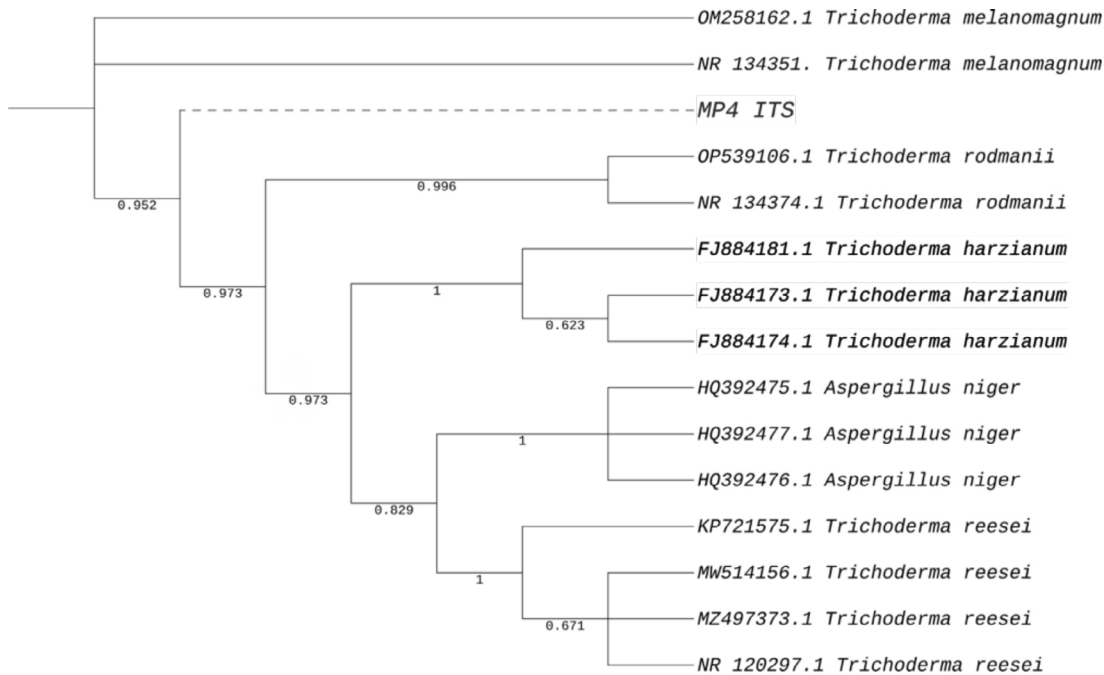 OM258162.1 Trichoderma melanomagnum
NR 134351. Trichoderma melanomagnum
MP4 ITS
OP539106.1 Trichoderma rodmanii
0.996
NR 134374.1 Trichoderma rodmanii
0.952
FJ884181.1 Trichoderma harzianum
0.973
1
FJ884173.1 Trichoderma harzianum
0.623
FJ884174.1 Trichoderma harzianum
HQ392475.1 Aspergillus niger
0.973
HQ392477.1 Aspergillus niger
1
HQ392476.1 Aspergillus niger
0.829
KP721575.1 Trichoderma reesei
MW514156.1 Trichoderma reesei
1
MZ497373.1 Trichoderma reesei
0.671
NR 120297.1 Trichoderma reesei